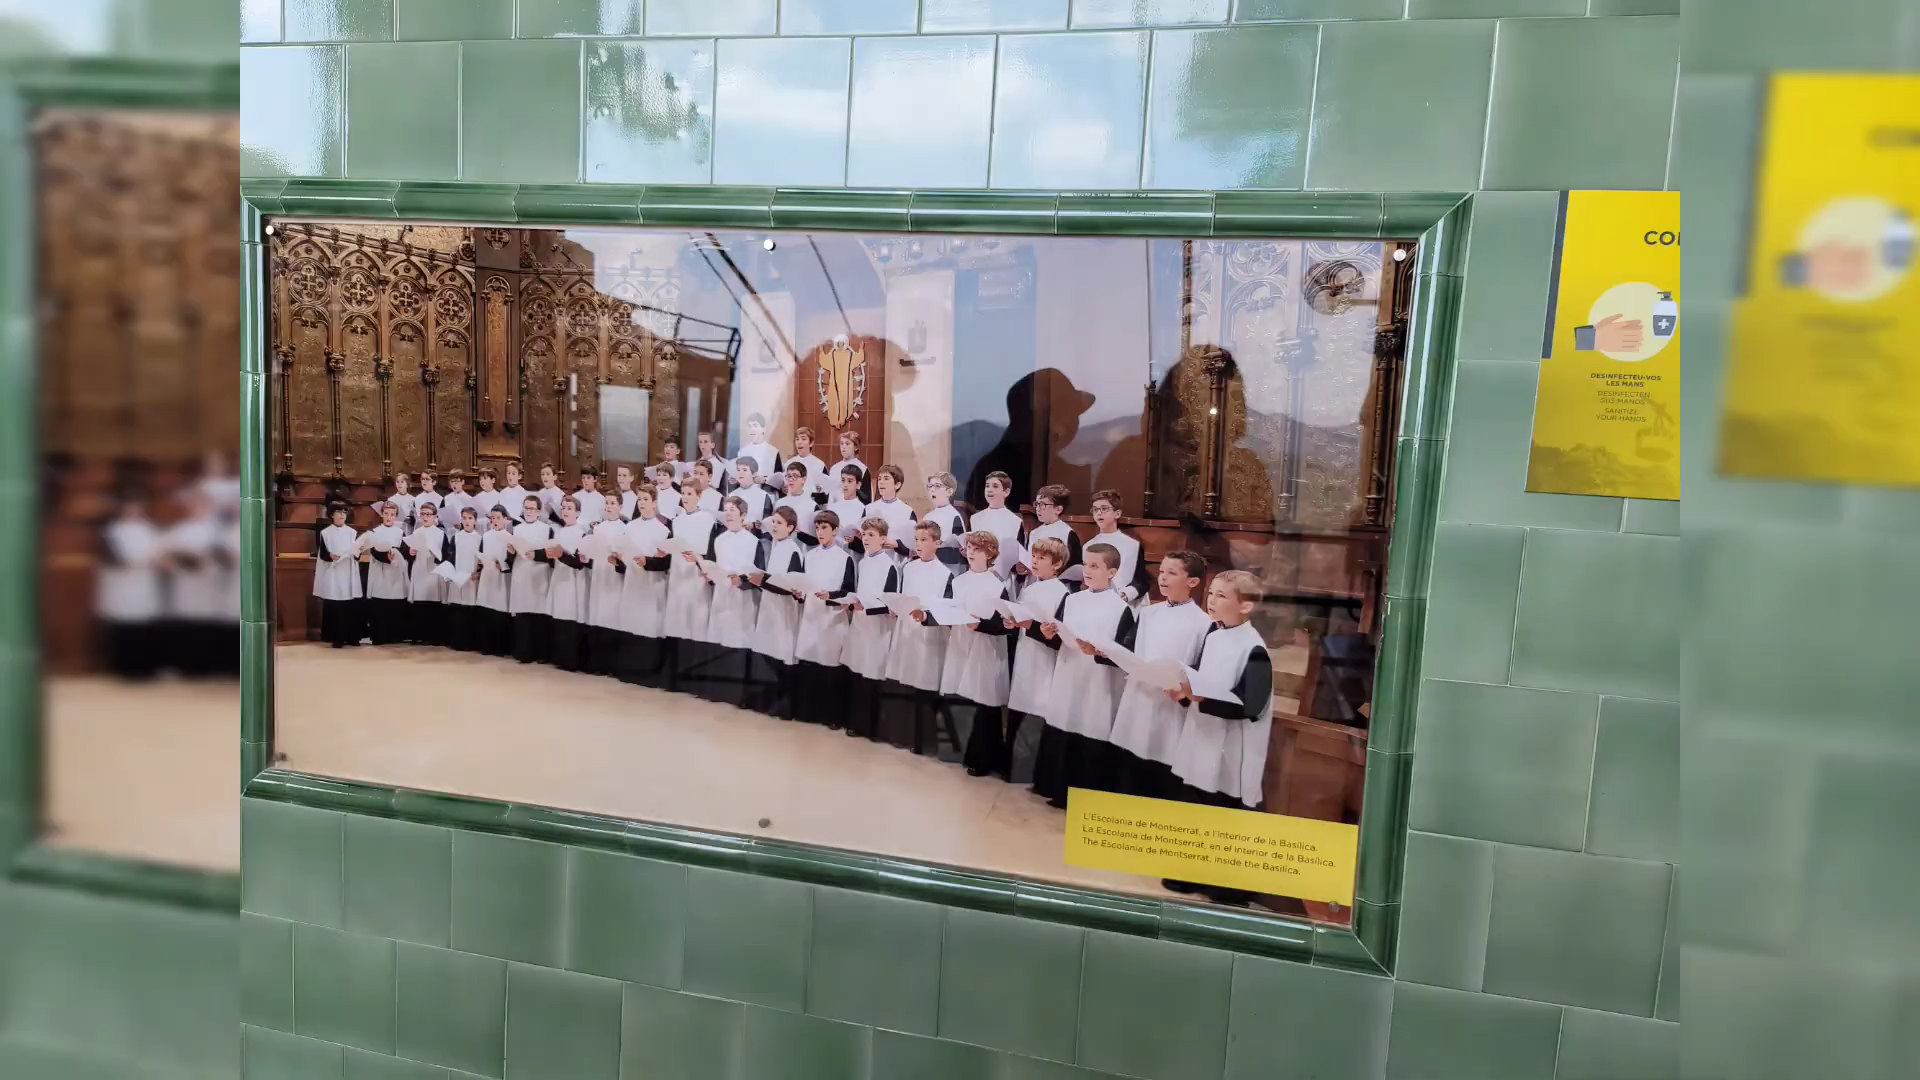 COI
DESINFECTEU-VOS
LES MANS
DESINFECTEN
SUS MANOS
SANITIZE
YOUR HANDS
L'Escolania de Montserrat, a l'interior de la Basílica.
La Escolanía de Montserrat, en el interior de la Basílica.
The Escolania de Montserrat, inside the Basilica.